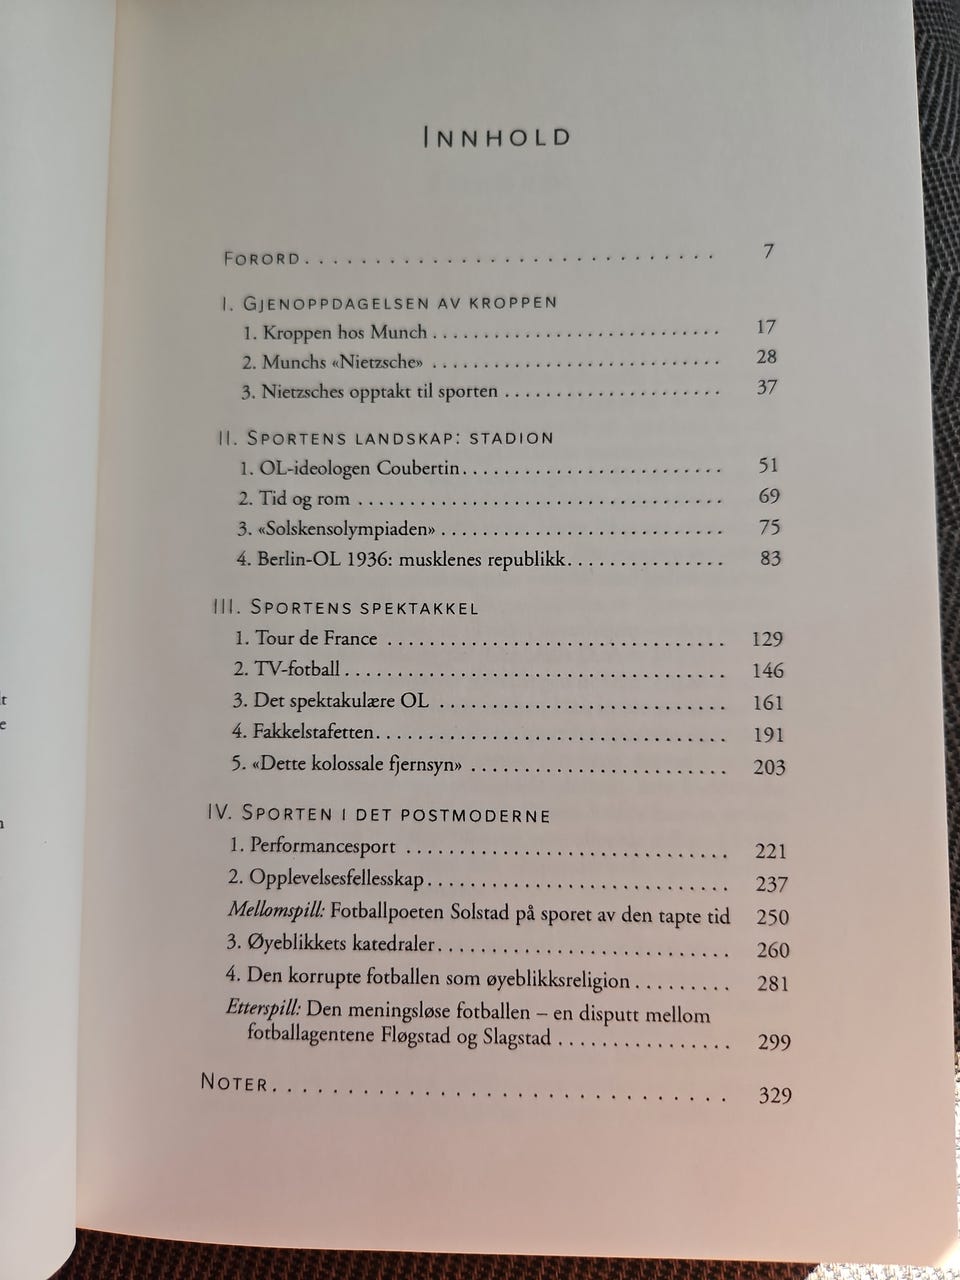 INNHOLD
FORORD . . . . . . . . . . . . . . . . . . . . . . . . . . . . . 7
I. GJENOPPDAGELSEN AV KROPPEN
1. Kroppen hos Munch . . . . . . . . . . . . . . . . . . . . . . . . . . 17
2. Munchs «Nietzsche» . . . . . . . . . . . . . . . . . . . . . . . . . . 28
3. Nietzsches opptakt til sporten . . . . . . . . . . . . . . . . . . . . 37
II. SPORTENS LANDSKAP: STADION
1. OL-ideologen Coubertin . . . . . . . . . . . . . . . . . . . . . . . . 51
2. Tid og rom . . . . . . . . . . . . . . . . . . . . . . . . . . . . . . . . . 69
3. «Solskensolympiaden» . . . . . . . . . . . . . . . . . . . . . . . . . . 75
4. Berlin-OL 1936: musklenes republikk . . . . . . . . . . . . . . . 83
III. SPORTENS SPEKTAKKEL
1. Tour de France . . . . . . . . . . . . . . . . . . . . . . . . . . . . . . 129
2. TV-fotball . . . . . . . . . . . . . . . . . . . . . . . . . . . . . . . . . . 146
3. Det spektakulære OL . . . . . . . . . . . . . . . . . . . . . . . . . . 161
4. Fakkelstafetten . . . . . . . . . . . . . . . . . . . . . . . . . . . . . . . 191
5. «Dette kolossale fjernsyn» . . . . . . . . . . . . . . . . . . . . . . . 203
IV. SPORTEN I DET POSTMODERNE
1. Performancesport . . . . . . . . . . . . . . . . . . . . . . . . . . . . . 221
2. Opplevelsesfellesskap . . . . . . . . . . . . . . . . . . . . . . . . . . . 237
Mellomspill: Fotballpoeten Solstad på sporet av den tapte tid 250
3. Øyeblikkets katedraler . . . . . . . . . . . . . . . . . . . . . . . . . . 260
4. Den korrupte fotballen som øyeblikksreligion . . . . . . . . . 281
Etterspill: Den meningsløse fotballen – en disputt mellom
fotballagentene Fløgstad og Slagstad . . . . . . . . . . . . . . . . 299
NOTER . . . . . . . . . . . . . . . . . . . . . . . . . . . . . . . 329